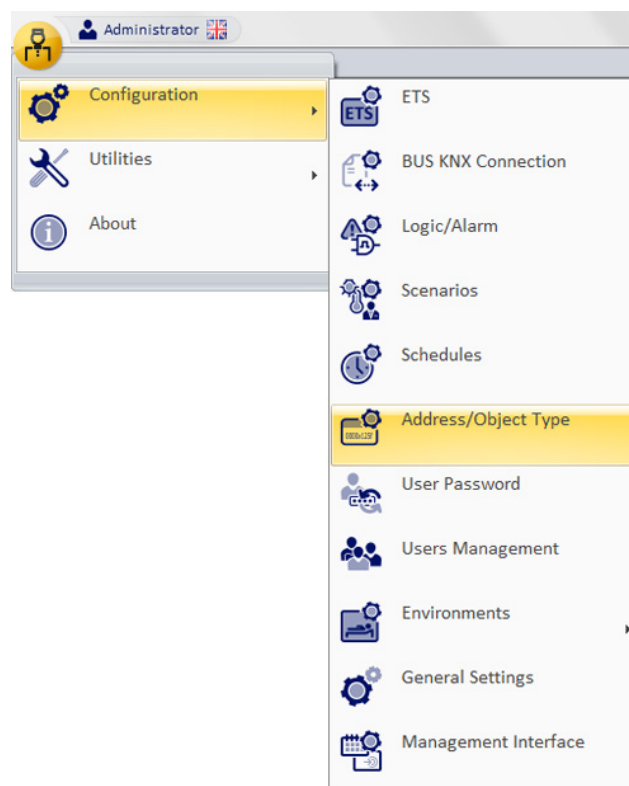 Administrator
Configuration
Utilities
About
ETS
ETS
BUS KNX Connection
Logic/Alarm
Scenarios
Schedules
Address/Object Type
User Password
Users Management
Environments
General Settings
Management Interface